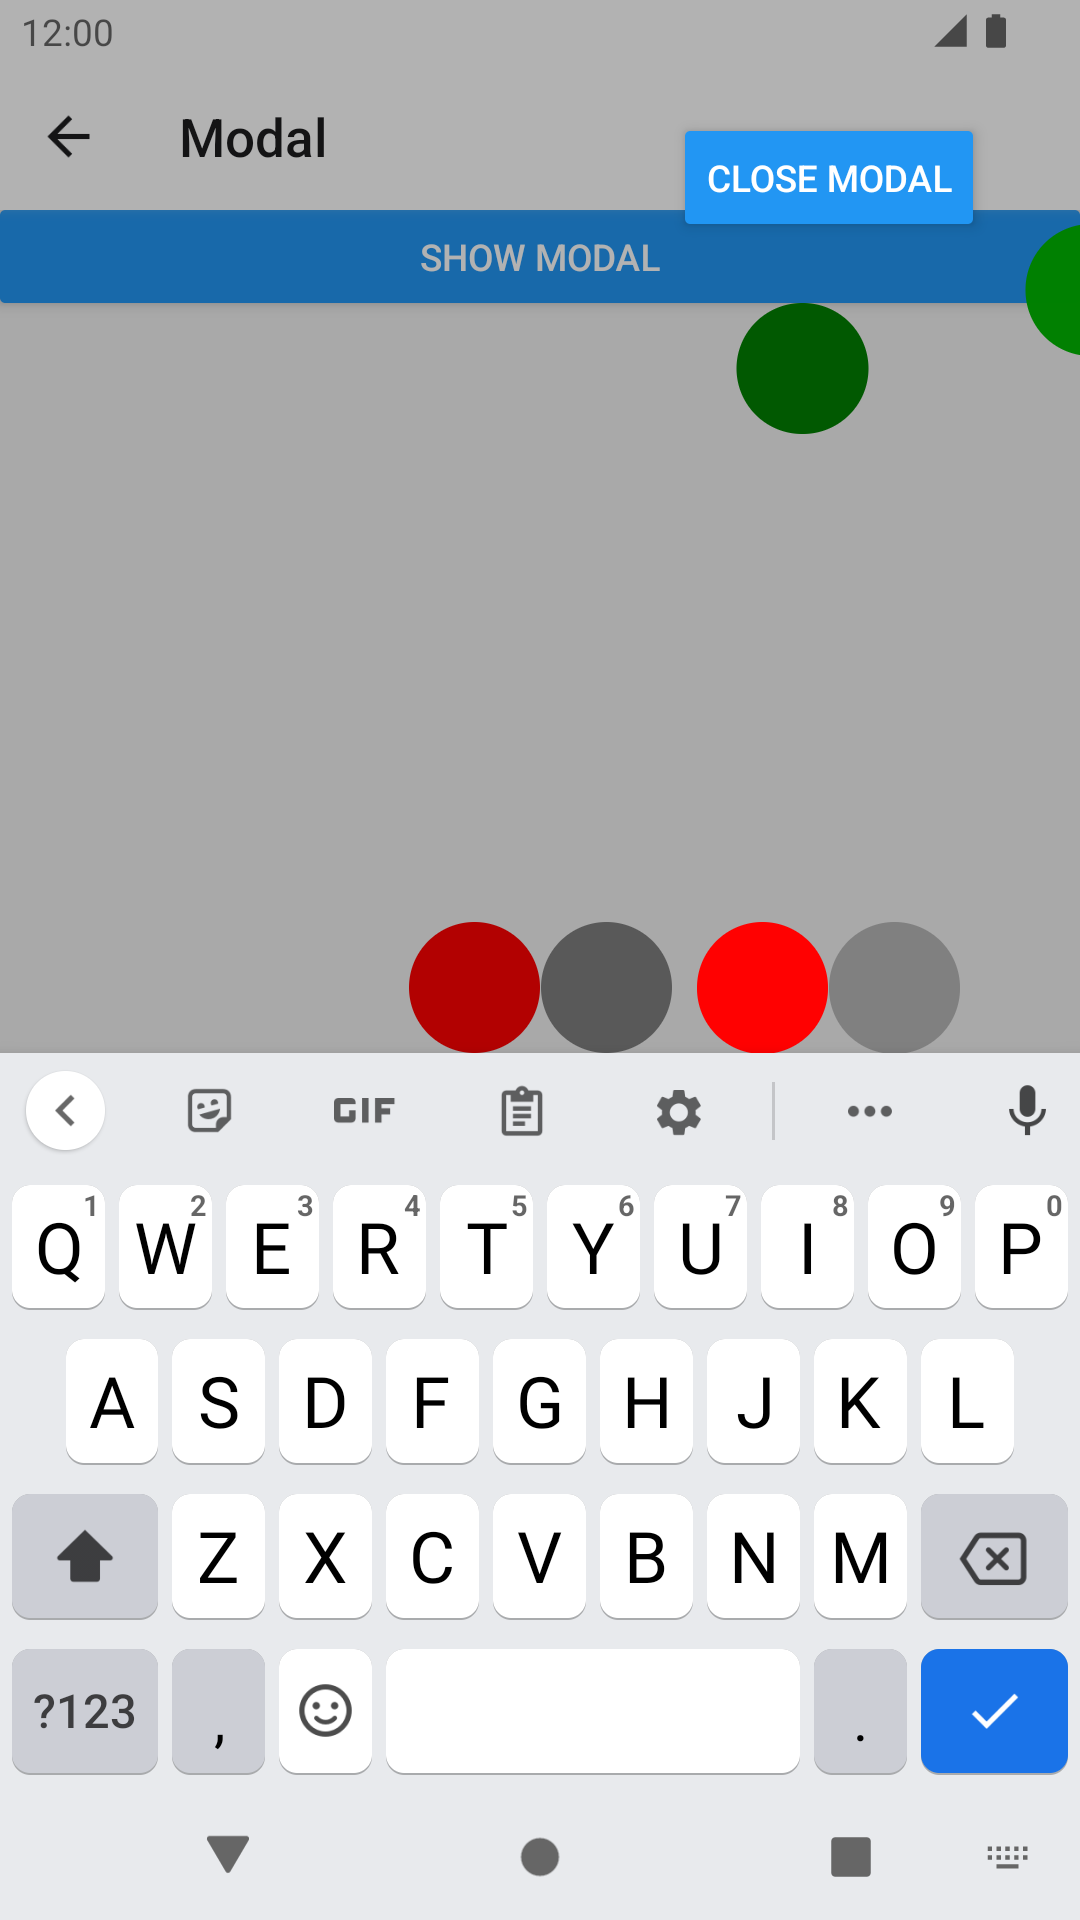 12:00
Modal
CLOSE MODAL
SHOW MODAL
GIF
1 2 3 4 5 6 7 8 9 0
Q W E R T Y U I O P
A S D F G H J K L
Z X C V B N M
?123 , .